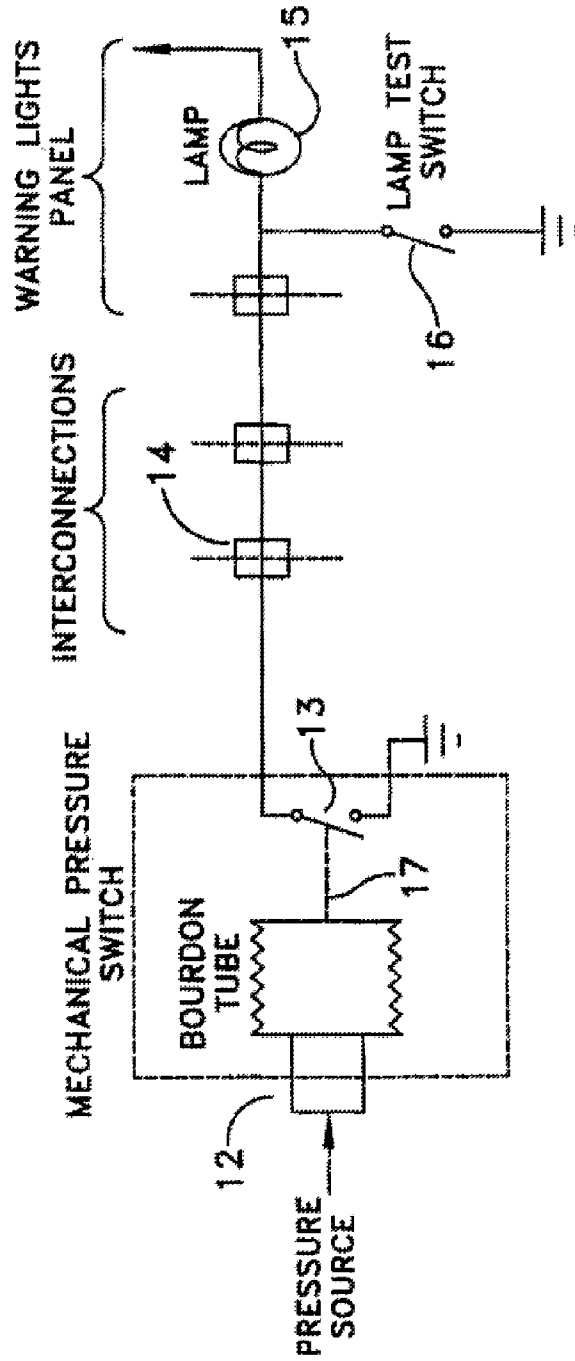 PRESSURE
SOURCE
12
MECHANICAL PRESSURE
SWITCH
BOURDON
TUBE
17
13
INTERCONNECTIONS
14
WARNING LIGHTS
PANEL
LAMP
15
16
LAMP TEST
SWITCH